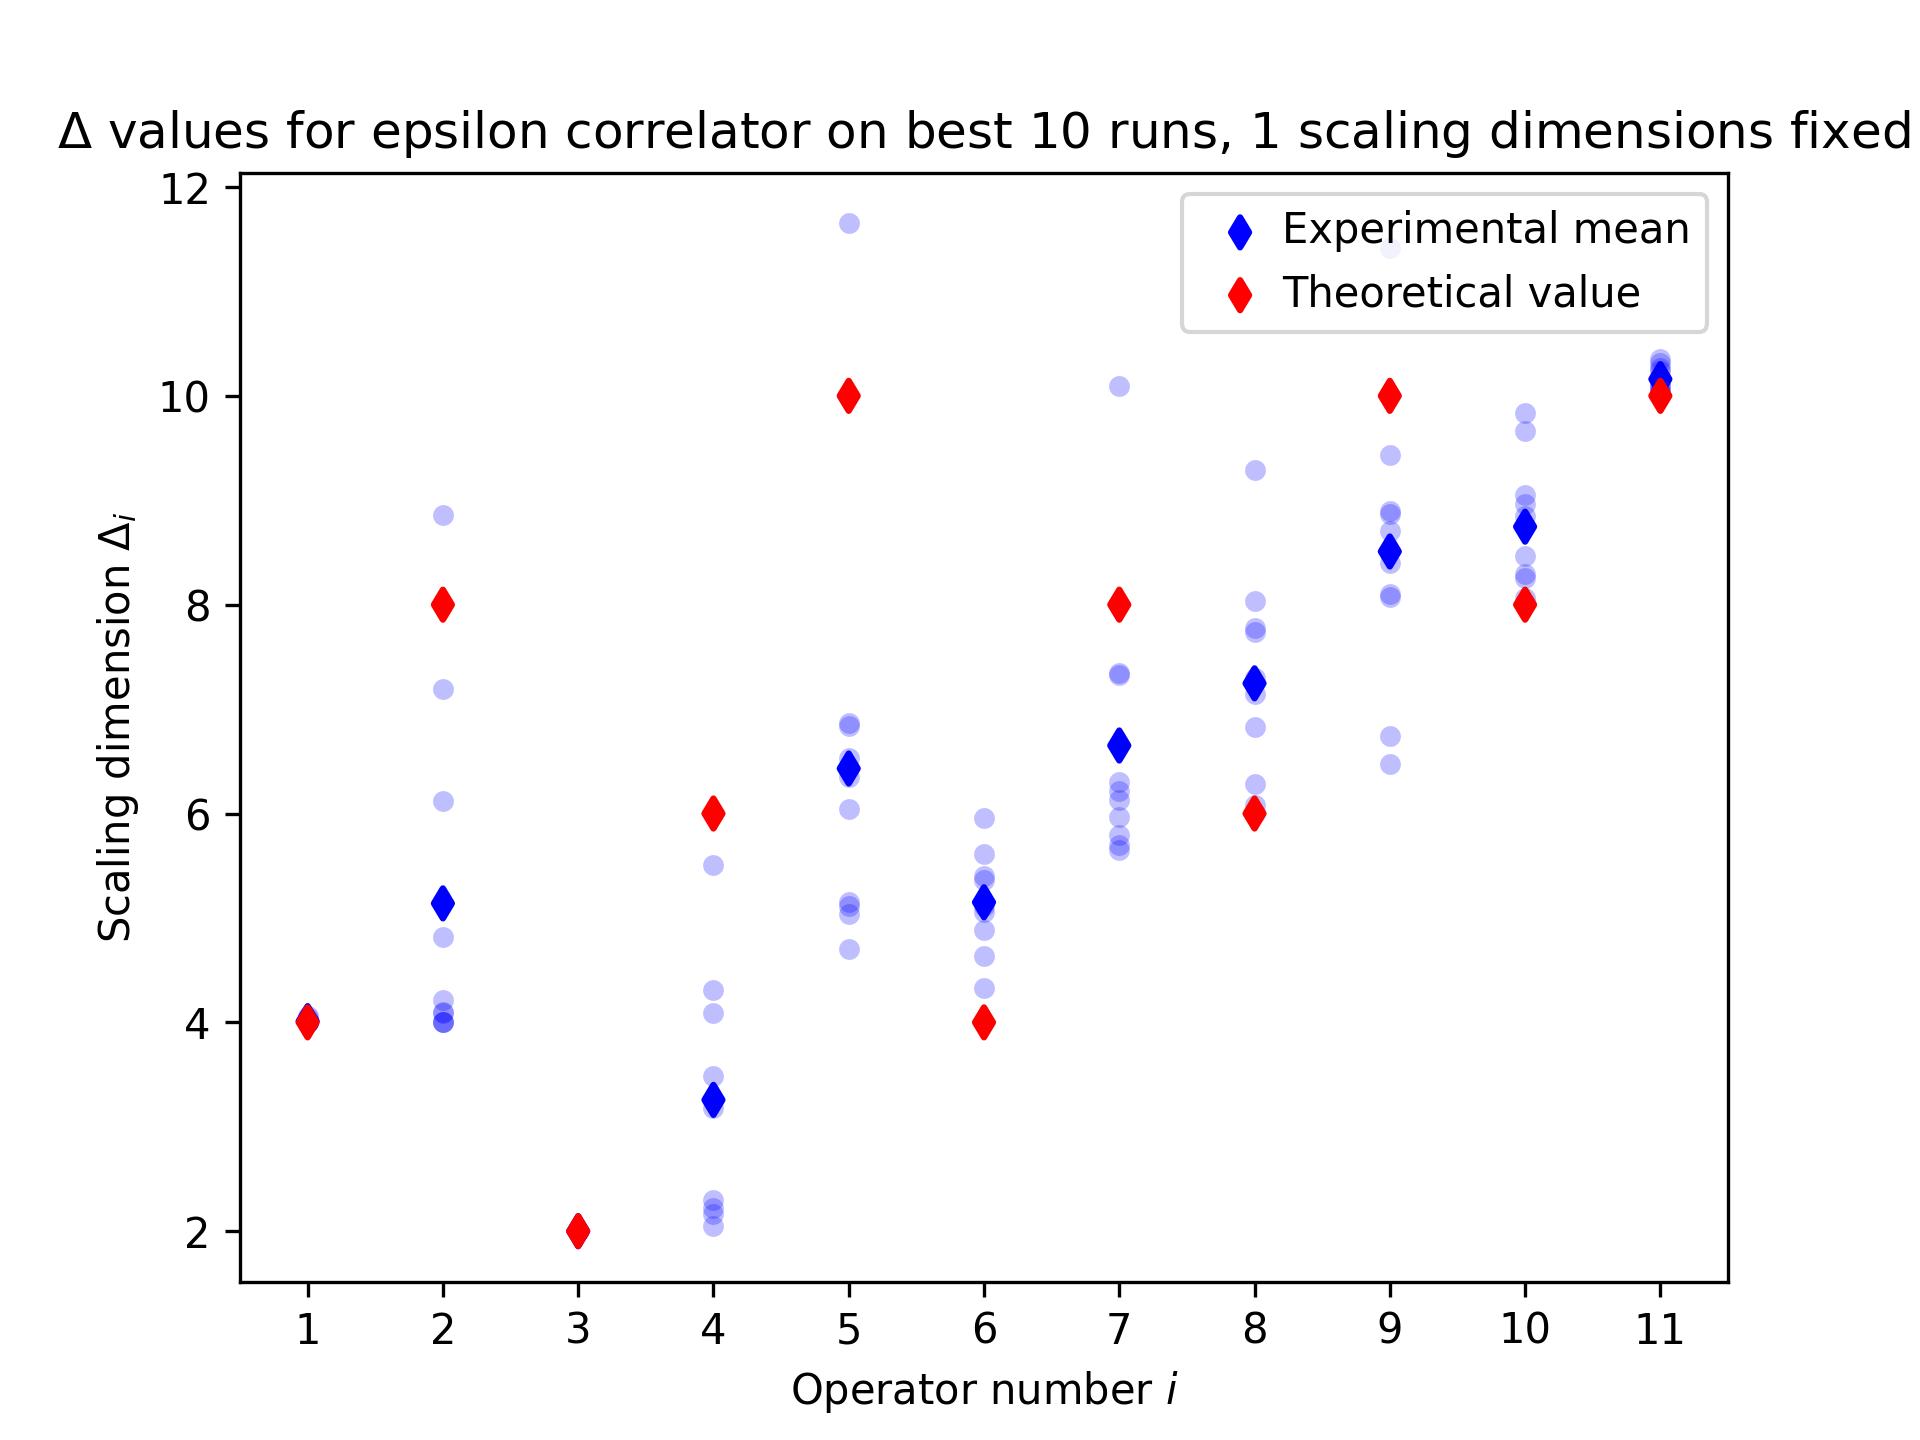 Δ values for epsilon correlator on best 10 runs, 1 scaling dimensions fixed
12
10
8
6
4
2
Scaling dimension Δᵢ
Experimental mean
Theoretical value
1 2 3 4 5 6 7 8 9 10 11
Operator number i